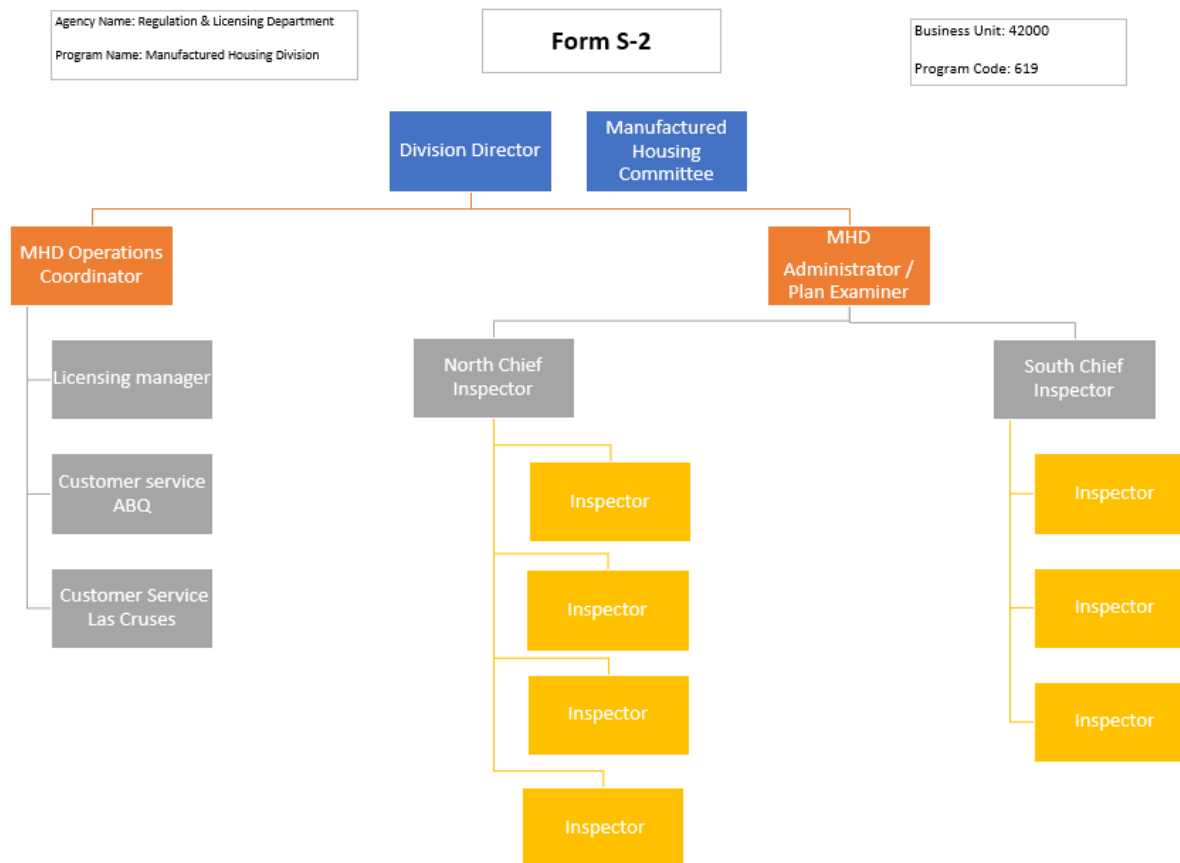 Agency Name: Regulation & Licensing Department
Program Name: Manufactured Housing Division
Form S-2
Business Unit: 42000
Program Code: 619
Division Director
Manufactured
Housing
Committee
MHD Operations
Coordinator
MHD
Administrator /
Plan Examiner
Licensing manager
Customer service
ABQ
Customer Service
Las Cruses
North Chief
Inspector
Inspector
Inspector
Inspector
Inspector
South Chief
Inspector
Inspector
Inspector
Inspector